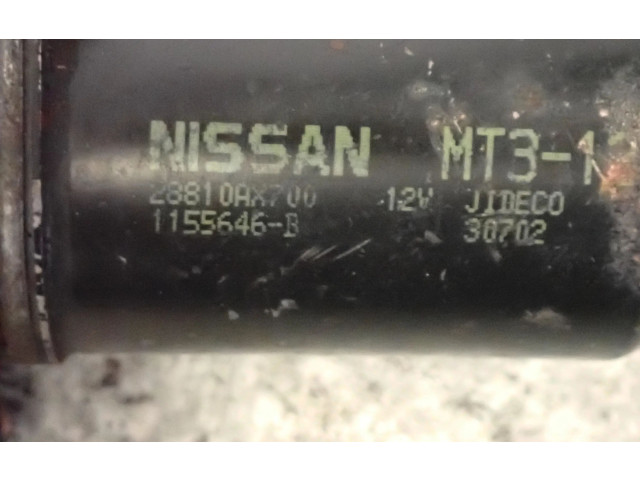 NISSAN MT3-1
28810AX700 12V JIDECO
1155646-B 30702